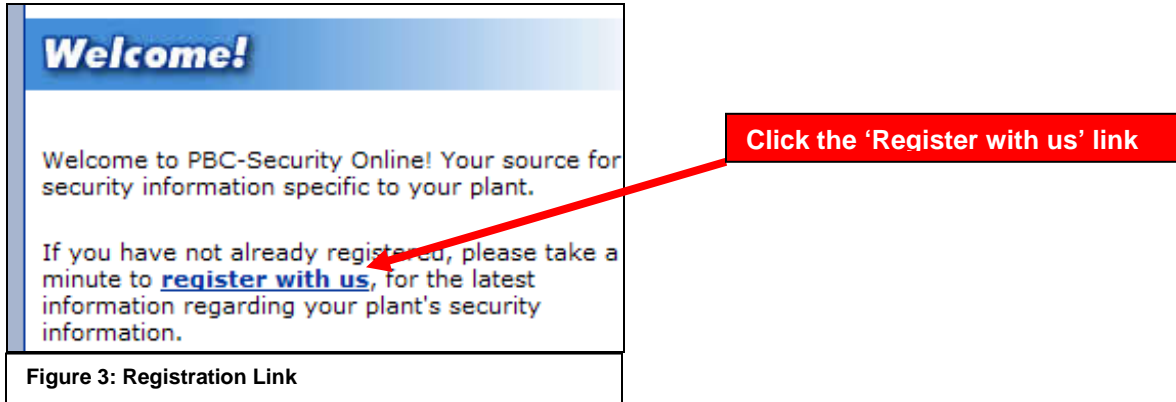 Welcome!
Click the ‘Register with us’ link
Welcome to PBC-Security Online! Your source for
security information specific to your plant.
If you have not already registered, please take a
minute to register with us, for the latest
information regarding your plant's security
information.
Figure 3: Registration Link